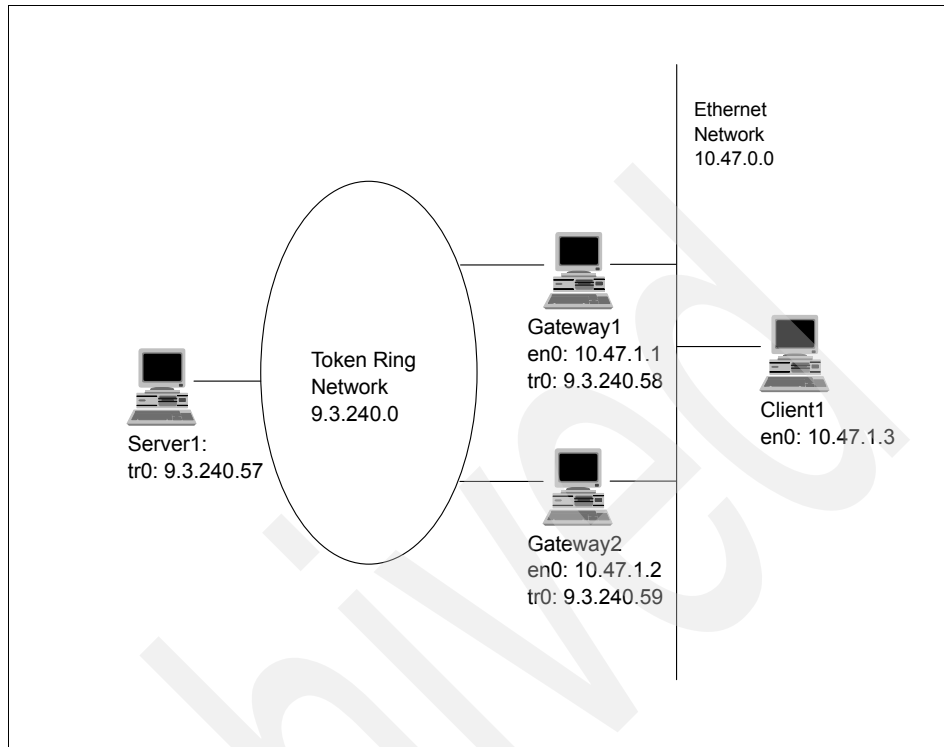 Ethernet
Network
10.47.0.0
Gateway1
en0: 10.47.1.1
tr0: 9.3.240.58
Token Ring
Network
9.3.240.0
Client1
en0: 10.47.1.3
Server1:
tr0: 9.3.240.57
Gateway2
en0: 10.47.1.2
tr0: 9.3.240.59
hived